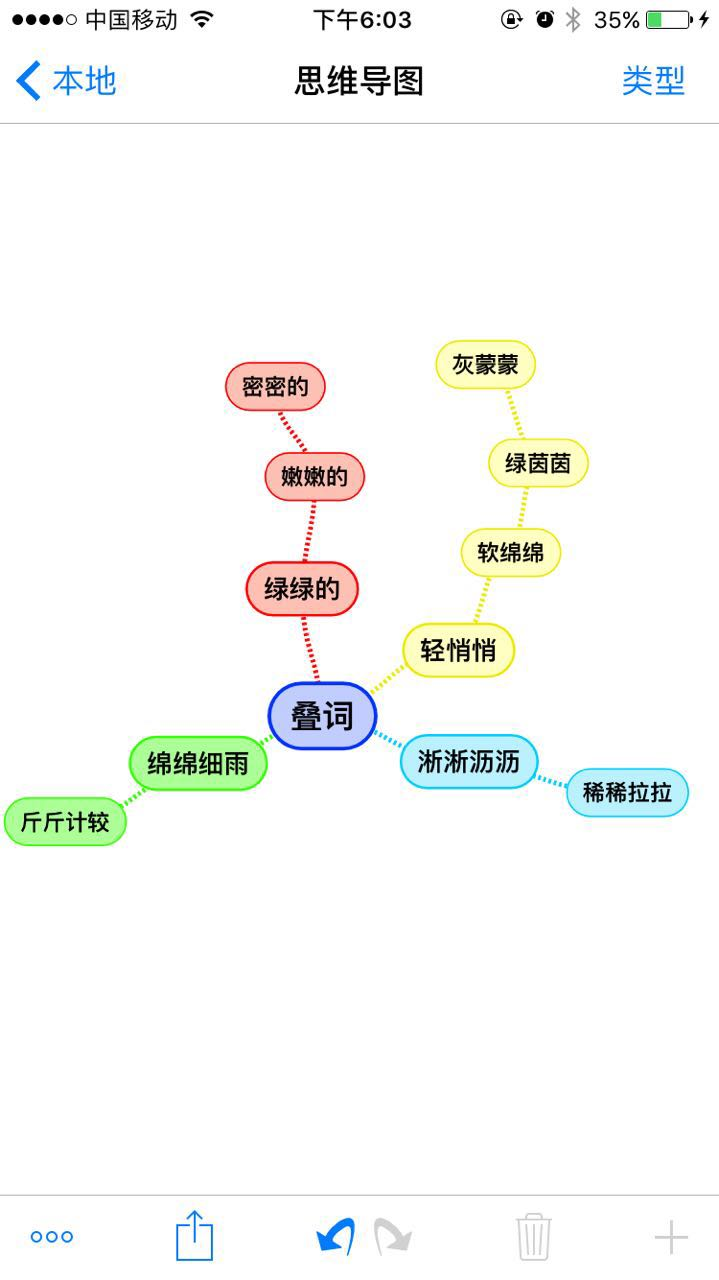 中国移动 下午6:03 35%
本地 思维导图 类型
灰蒙蒙
密密的
绿茵茵
嫩嫩的
软绵绵
绿绿的
轻悄悄
叠词
绵绵细雨
淅淅沥沥
稀稀拉拉
斤斤计较